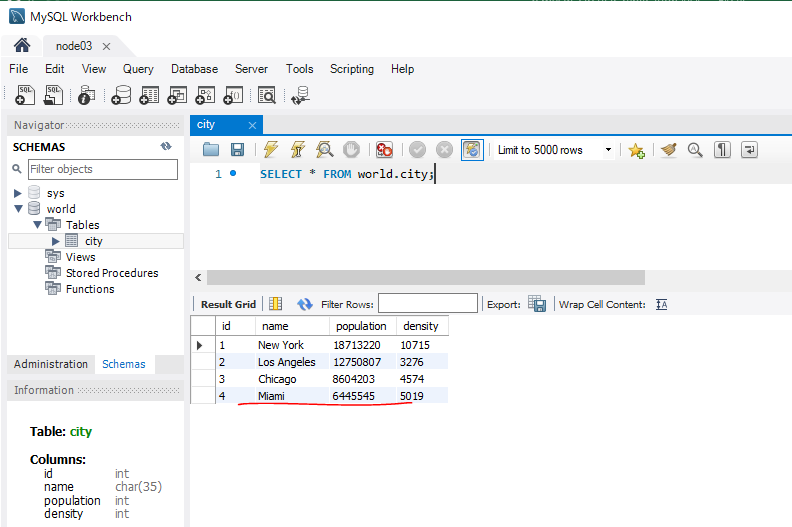 MySQL Workbench
node03
File Edit View Query Database Server Tools Scripting Help
Navigator
SCHEMAS
Filter objects
sys
world
Tables
city
Views
Stored Procedures
Functions
Administration Schemas
Information
Table: city
Columns:
id int
name char(35)
population int
density int
city
Limit to 5000 rows
1 SELECT * FROM world.city;
Result Grid Filter Rows: Export: Wrap Cell Content:
id name population density
1 New York 18713220 10715
2 Los Angeles 12750807 3276
3 Chicago 8604203 4574
4 Miami 6445545 5019